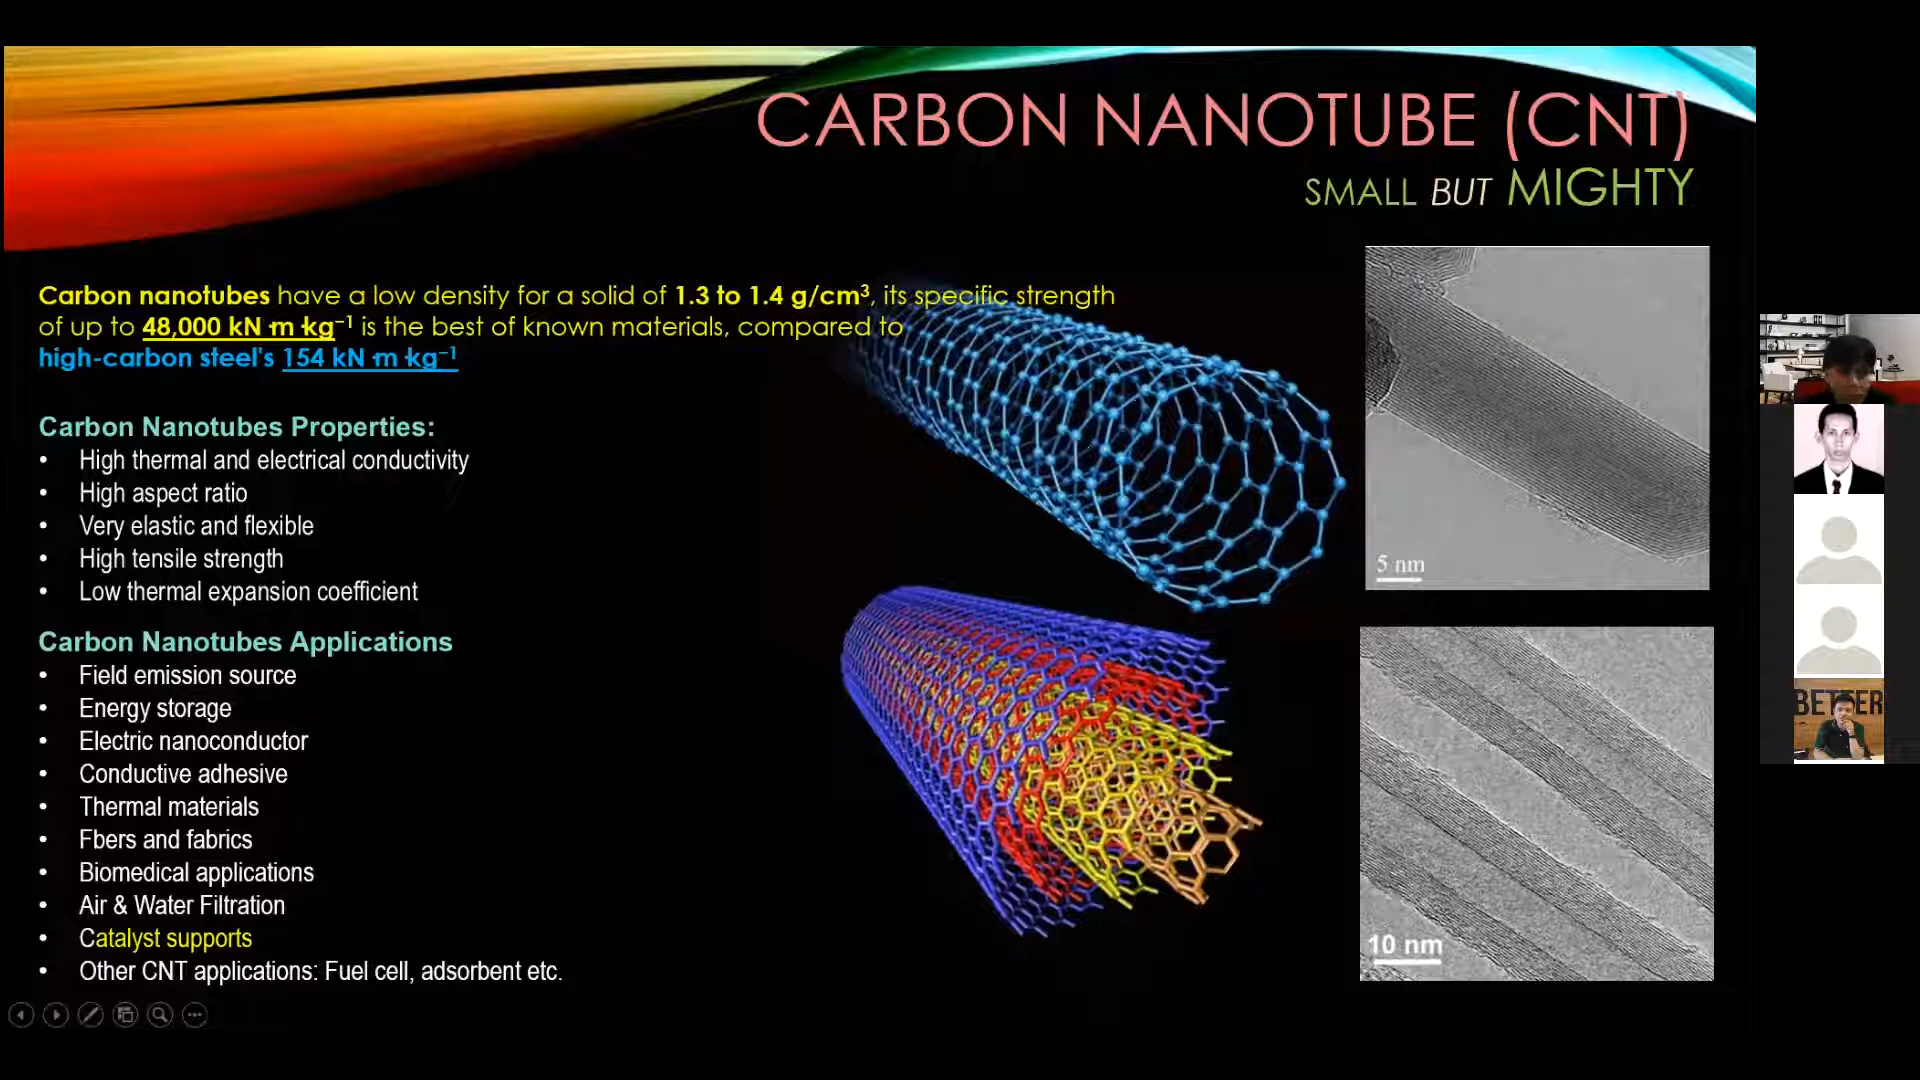 CARBON NANOTUBE (CNT)
SMALL BUT MIGHTY
Carbon nanotubes have a low density for a solid of 1.3 to 1.4 g/cm³, its specific strength
of up to 48,000 kN·m·kg⁻¹ is the best of known materials, compared to
high-carbon steel's 154 kN·m·kg⁻¹
Carbon Nanotubes Properties:
• High thermal and electrical conductivity
• High aspect ratio
• Very elastic and flexible
• High tensile strength
• Low thermal expansion coefficient
Carbon Nanotubes Applications
• Field emission source
• Energy storage
• Electric nanoconductor
• Conductive adhesive
• Thermal materials
• Fbers and fabrics
• Biomedical applications
• Air & Water Filtration
• Catalyst supports
• Other CNT applications: Fuel cell, adsorbent etc.
5 nm
10 nm
BETTER